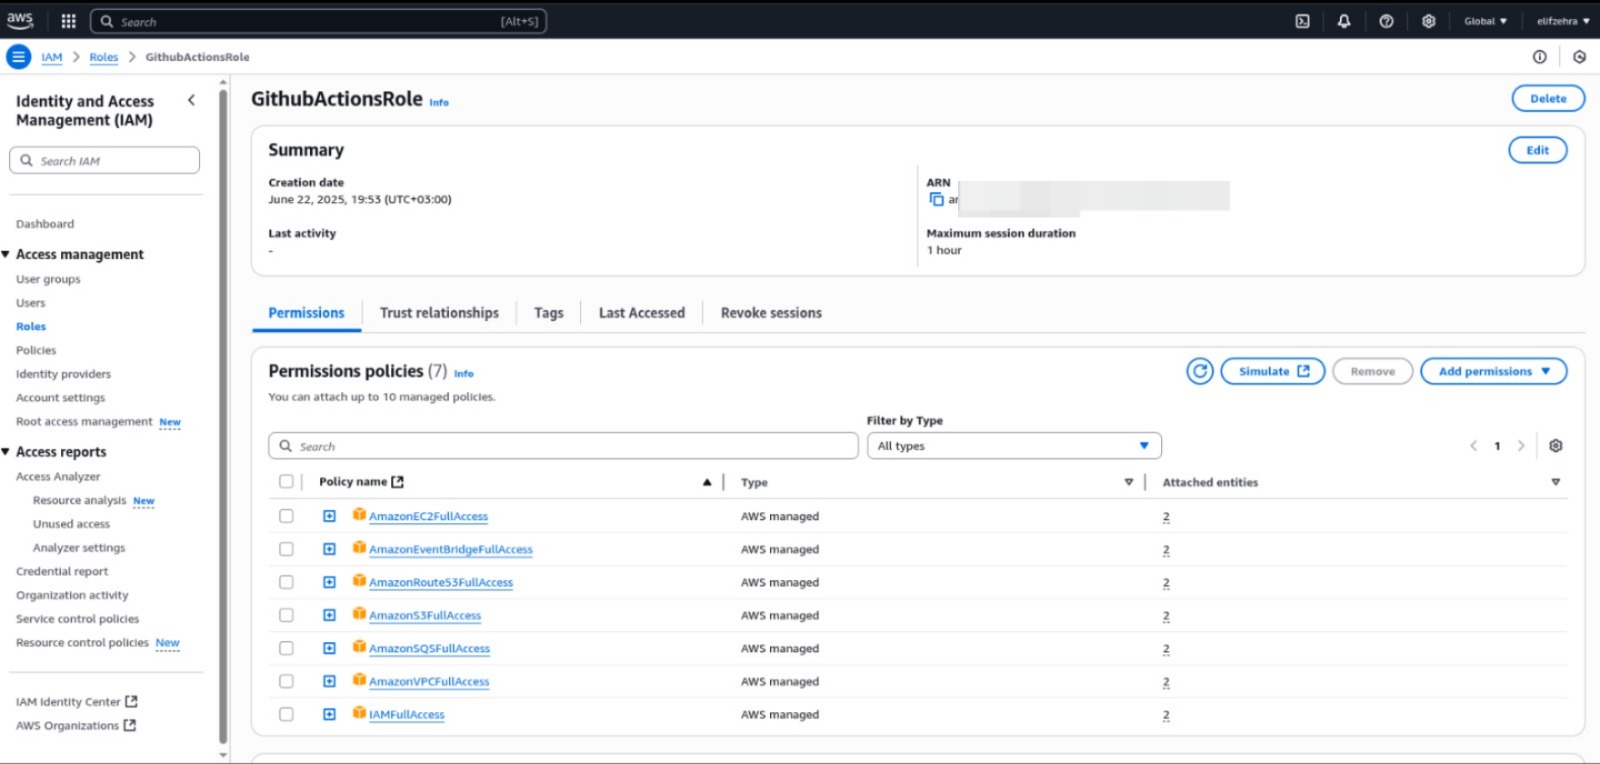 aws Search [Alt+S] Global elifzehra
IAM Roles GithubActionsRole
Identity and Access
Management (IAM)
Search IAM
Dashboard
Access management
User groups
Users
Roles
Policies
Identity providers
Account settings
Root access management New
Access reports
Access Analyzer
Resource analysis New
Unused access
Analyzer settings
Credential report
Organization activity
Service control policies
Resource control policies New
IAM Identity Center
AWS Organizations
GithubActionsRole Info Delete
Summary Edit
Creation date
June 22, 2025, 19:53 (UTC+03:00)
Last activity
-
ARN
Maximum session duration
1 hour
Permissions Trust relationships Tags Last Accessed Revoke sessions
Permissions policies (7) Info Simulate Remove Add permissions
You can attach up to 10 managed policies.
Filter by Type
Search All types 1
Policy name Type Attached entities
AmazonEC2FullAccess AWS managed 2
AmazonEventBridgeFullAccess AWS managed 2
AmazonRoute53FullAccess AWS managed 2
AmazonS3FullAccess AWS managed 2
AmazonSQSFullAccess AWS managed 2
AmazonVPCFullAccess AWS managed 2
IAMFullAccess AWS managed 2